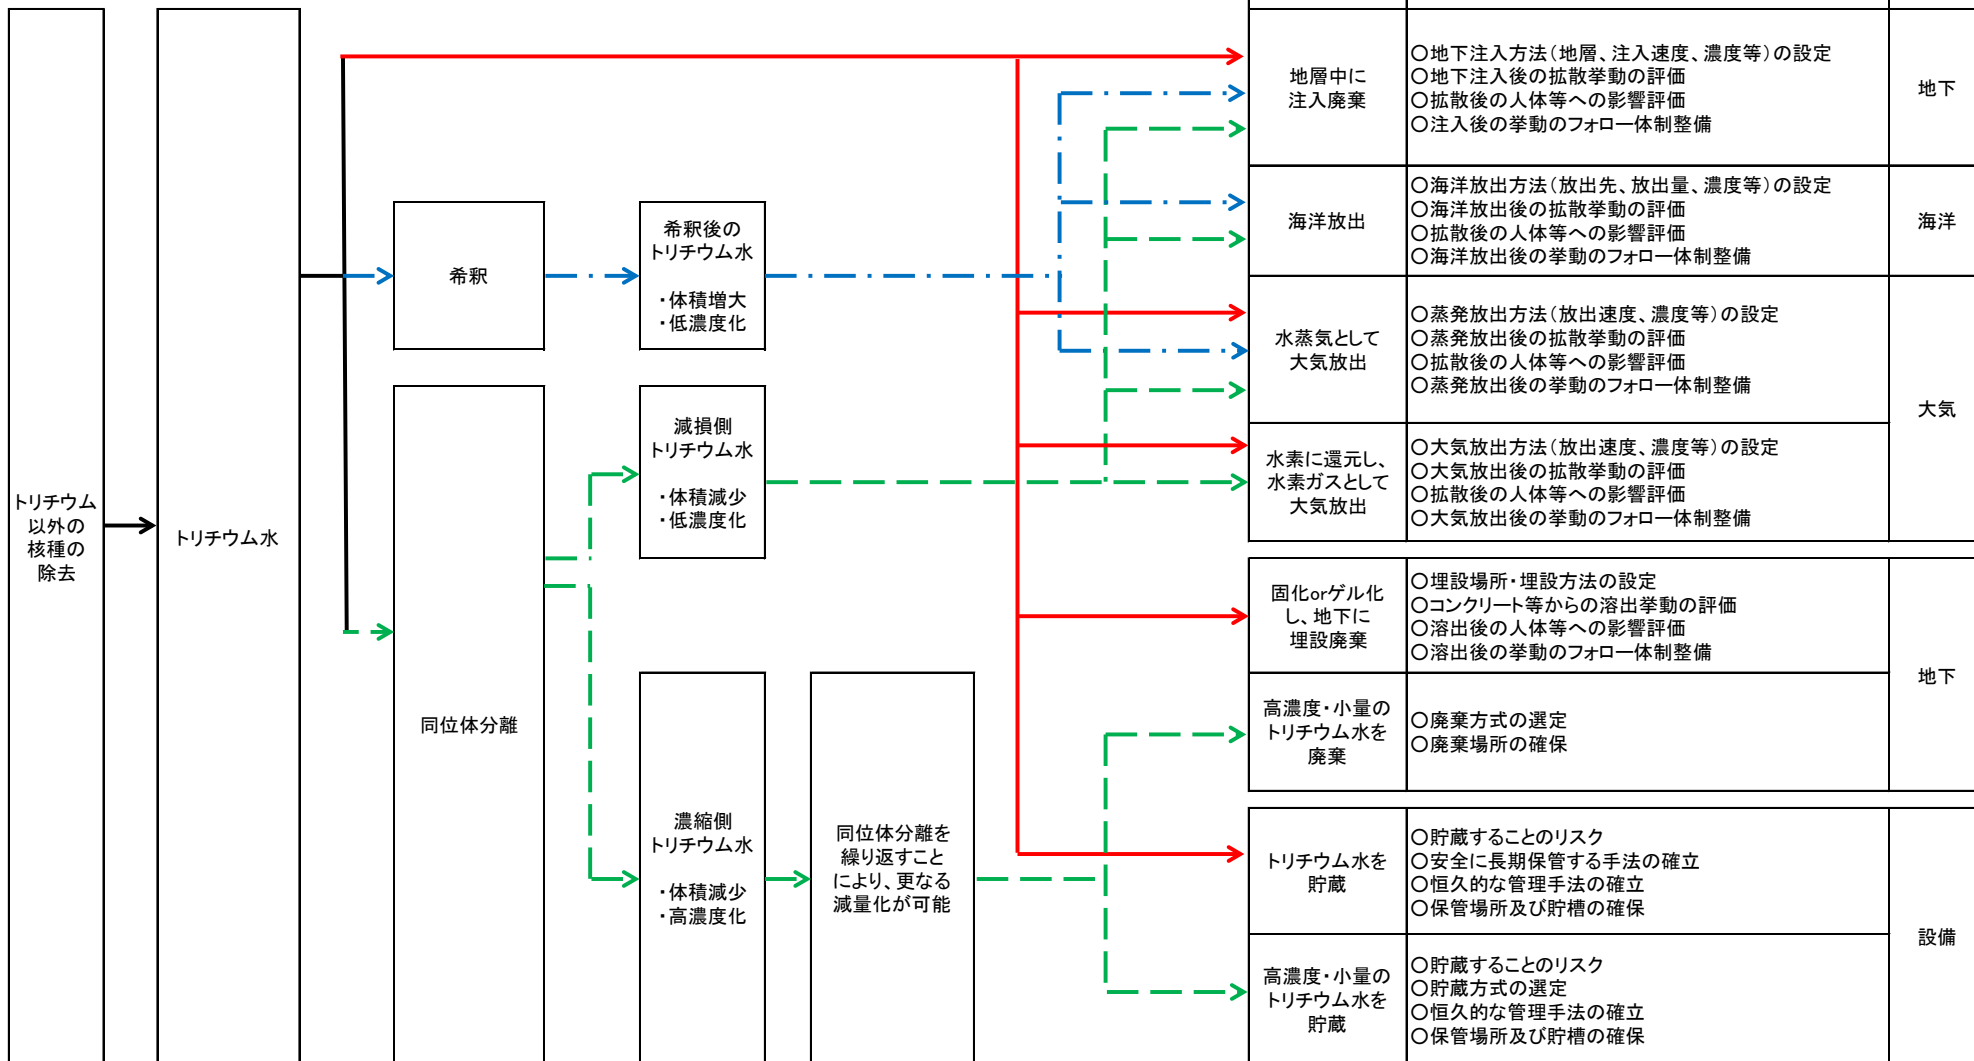 トリチウム
以外の
核種の
除去
トリチウム水
希釈
希釈後の
トリチウム水
・体積増大
・低濃度化
同位体分離
減損側
トリチウム水
・体積減少
・低濃度化
濃縮側
トリチウム水
・体積減少
・高濃度化
同位体分離を
繰り返すこと
により、更なる
減量化が可能
地層中に
注入廃棄
○地下注入方法(地層、注入速度、濃度等)の設定
○地下注入後の拡散挙動の評価
○拡散後の人体等への影響評価
○注入後の挙動のフォロー体制整備
地下
海洋放出
○海洋放出方法(放出先、放出量、濃度等)の設定
○海洋放出後の拡散挙動の評価
○拡散後の人体等への影響評価
○海洋放出後の挙動のフォロー体制整備
海洋
水蒸気として
大気放出
○蒸発放出方法(放出速度、濃度等)の設定
○蒸発放出後の拡散挙動の評価
○拡散後の人体等への影響評価
○蒸発放出後の挙動のフォロー体制整備
大気
水素に還元し、
水素ガスとして
大気放出
○大気放出方法(放出速度、濃度等)の設定
○大気放出後の拡散挙動の評価
○拡散後の人体等への影響評価
○大気放出後の挙動のフォロー体制整備
固化orゲル化
し、地下に
埋設廃棄
○埋設場所・埋設方法の設定
○コンクリート等からの溶出挙動の評価
○溶出後の人体等への影響評価
○溶出後の挙動のフォロー体制整備
地下
高濃度・小量の
トリチウム水を
廃棄
○廃棄方式の選定
○廃棄場所の確保
トリチウム水を
貯蔵
○貯蔵することのリスク
○安全に長期保管する手法の確立
○恒久的な管理手法の確立
○保管場所及び貯槽の確保
設備
高濃度・小量の
トリチウム水を
貯蔵
○貯蔵することのリスク
○貯蔵方式の選定
○恒久的な管理手法の確立
○保管場所及び貯槽の確保